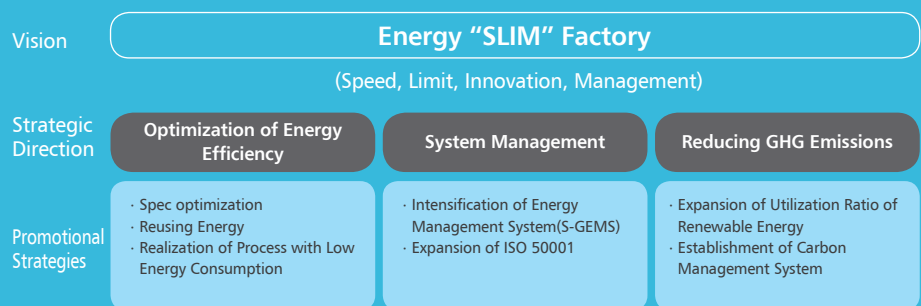 Vision
Energy “SLIM” Factory
(Speed, Limit, Innovation, Management)
Strategic
Direction
Optimization of Energy
Efficiency
System Management
Reducing GHG Emissions
Promotional
Strategies
· Spec optimization
· Reusing Energy
· Realization of Process with Low
Energy Consumption
· Intensification of Energy
Management System(S-GEMS)
· Expansion of ISO 50001
· Expansion of Utilization Ratio of
Renewable Energy
· Establishment of Carbon
Management System